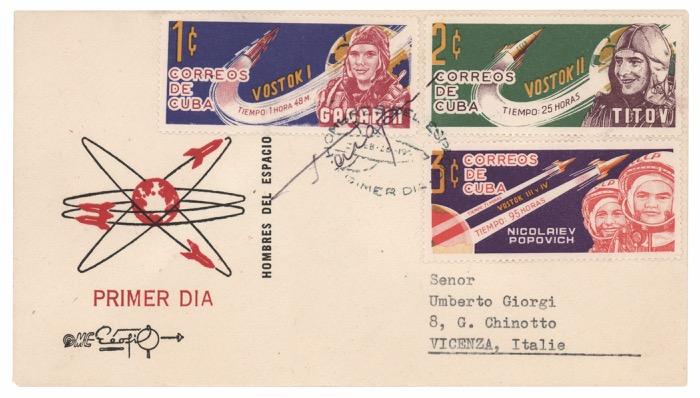 1¢
VOSTOK I
CORREOS
DE
CUBA
TIEMPO: 1 HORA 48 M.
GAGARIN
2¢
VOSTOK II
CORREOS
DE
CUBA
TIEMPO: 25 HORAS
TITOV
3¢
CORREOS
DE
CUBA
VOSTOK III y IV
TIEMPO: 95 HORAS
NICOLAIEV
POPOVICH
PRIMER DIA
HOMBRES DEL ESPACIO
PRIMER DIA
Senor
Umberto Giorgi
8, G. Chinotto
VICENZA, Italie